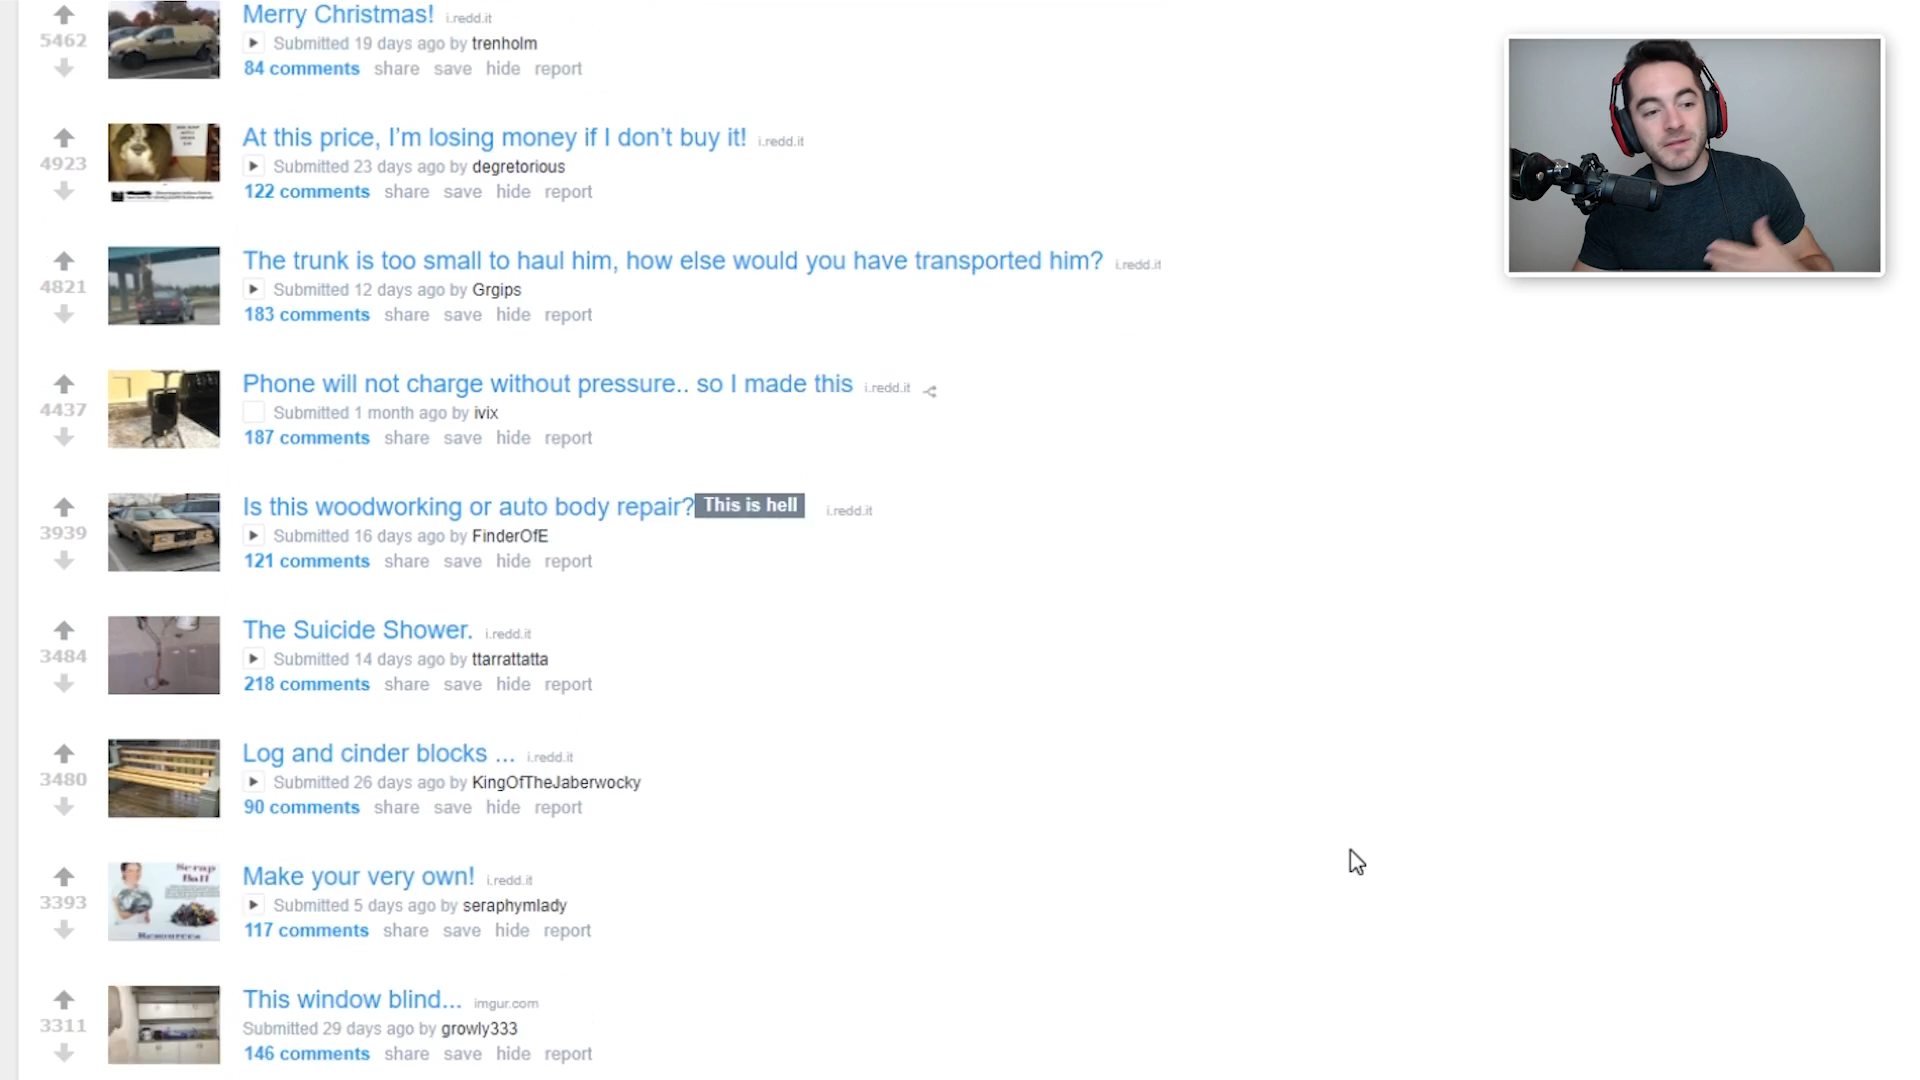 Merry Christmas! i.redd.it
5462
Submitted 19 days ago by trenholm
84 comments share save hide report
At this price, I'm losing money if I don't buy it! i.redd.it
4923
Submitted 23 days ago by degretorious
122 comments share save hide report
The trunk is too small to haul him, how else would you have transported him? i.redd.it
4821
Submitted 12 days ago by Grgips
183 comments share save hide report
Phone will not charge without pressure.. so I made this i.redd.it
4437
Submitted 1 month ago by ivix
187 comments share save hide report
Is this woodworking or auto body repair? This is hell i.redd.it
3939
Submitted 16 days ago by FinderOfE
121 comments share save hide report
The Suicide Shower. i.redd.it
3484
Submitted 14 days ago by ttarrattatta
218 comments share save hide report
Log and cinder blocks ... i.redd.it
3480
Submitted 26 days ago by KingOfTheJaberwocky
90 comments share save hide report
Scrap
Ball
Resources
Make your very own! i.redd.it
3393
Submitted 5 days ago by seraphymlady
117 comments share save hide report
This window blind... imgur.com
3311
Submitted 29 days ago by growly333
146 comments share save hide report